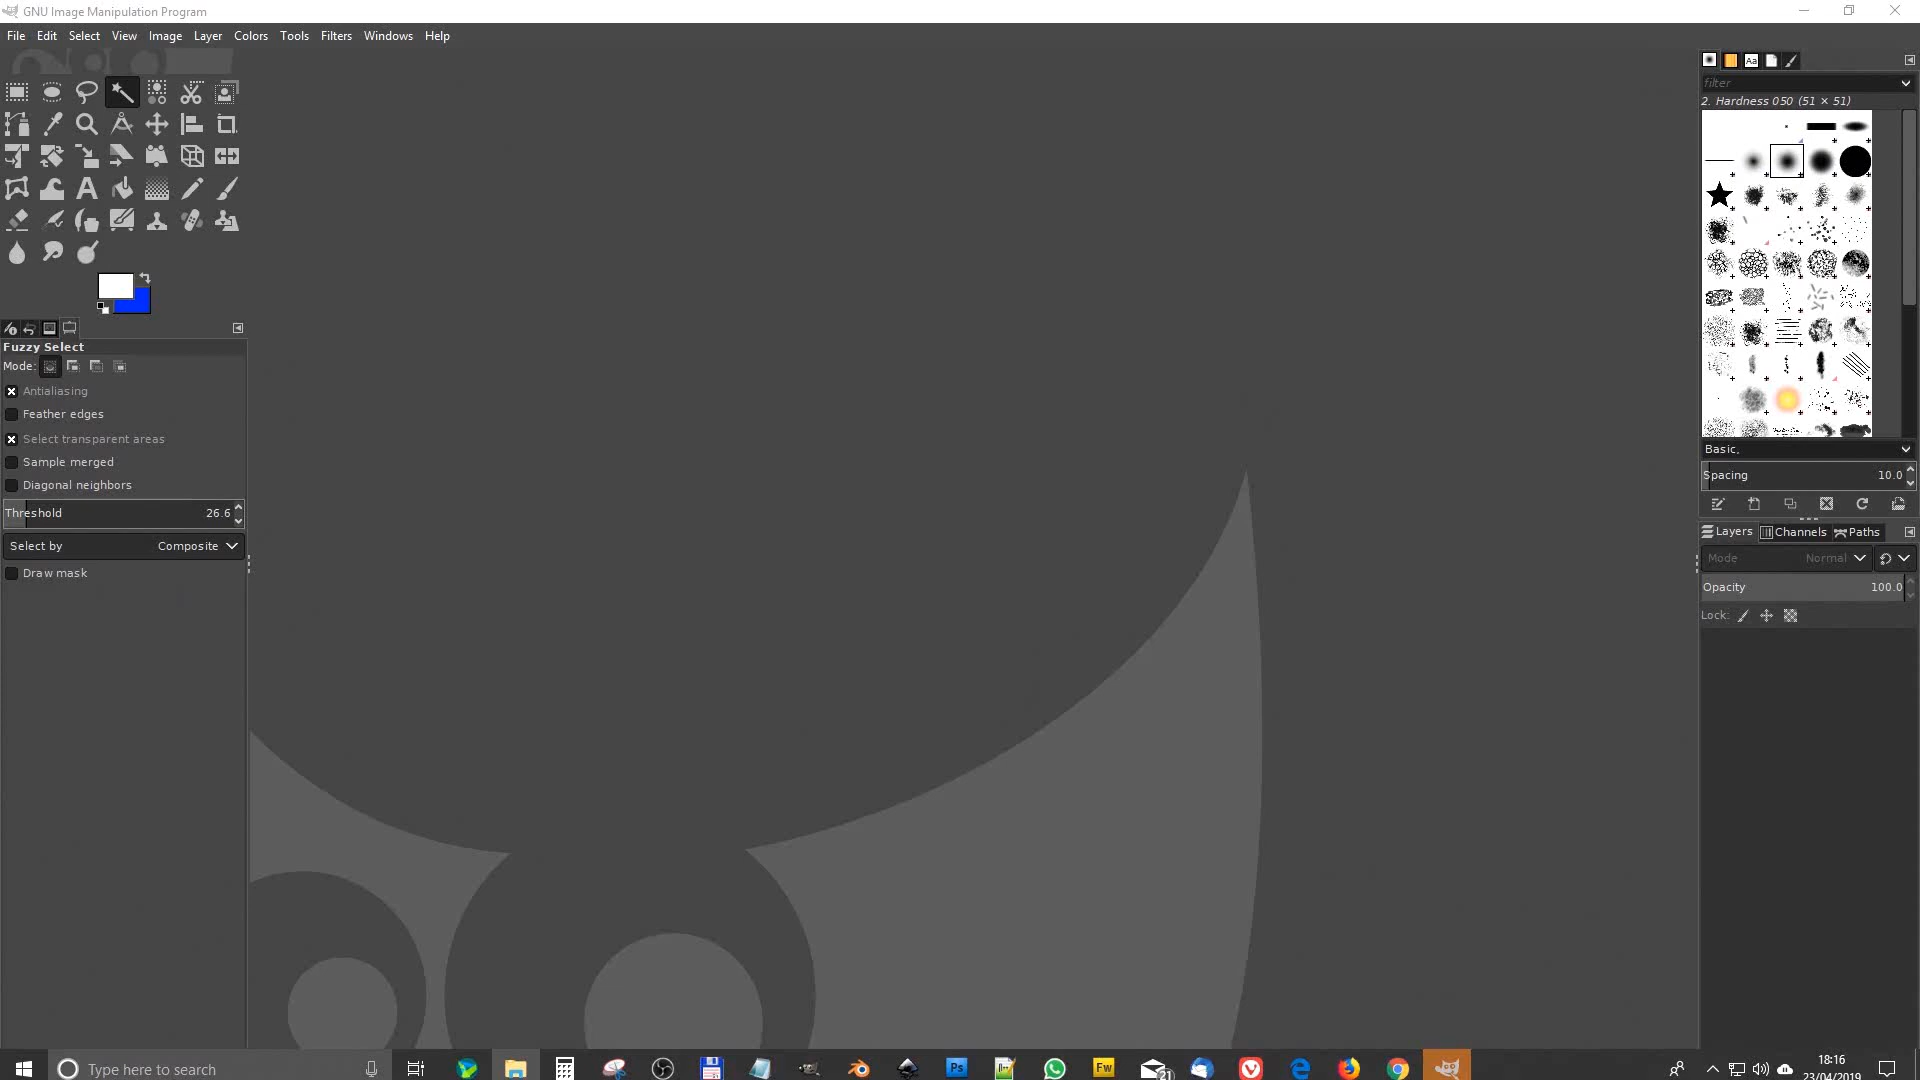 GNU Image Manipulation Program
File Edit Select View Image Layer Colors Tools Filters Windows Help
filter
2. Hardness 050 (51 × 51)
Fuzzy Select
Mode:
Antialiasing
Feather edges
Select transparent areas
Sample merged
Diagonal neighbors
Threshold 26.6
Select by Composite
Draw mask
Basic,
Spacing 10.0
Layers Channels Paths
Mode Normal
Opacity 100.0
Lock:
Type here to search
Ps
Fw
21
18:16
23/04/2019